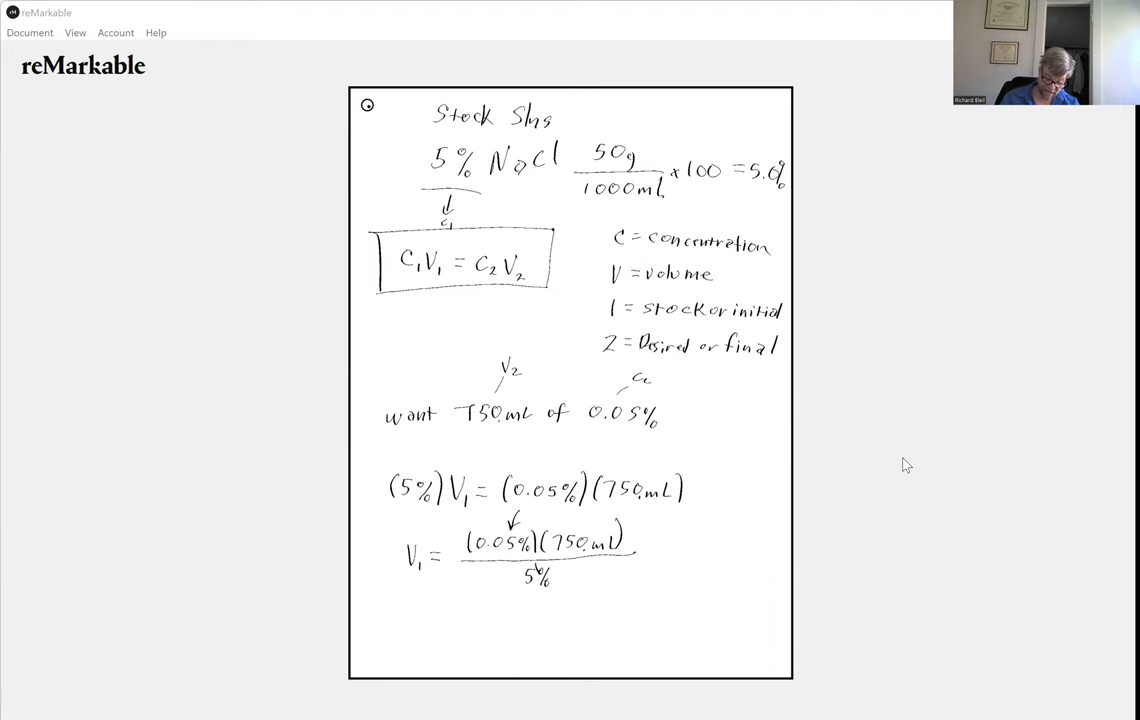 reMarkable
Document View Account Help
reMarkable
Richard Bleil
Stock Slns
5% NaCl 50g / 1000mL × 100 = 5.0%
C1
C₁V₁ = C₂V₂
C = concentration
V = volume
1 = stock or initial
2 = Desired or final
V₂ C₂
want 750. mL of 0.05%
(5%) V₁ = (0.05%)(750. mL)
V₁ = (0.05%)(750. mL) / 5%